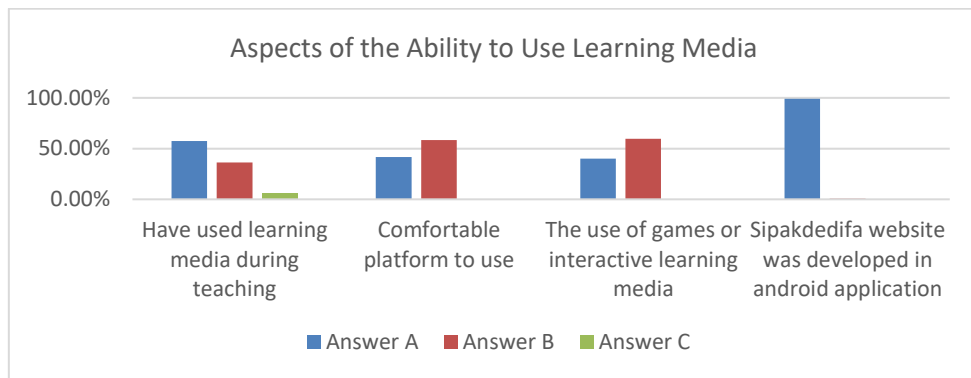 Aspects of the Ability to Use Learning Media
100.00%
50.00%
0.00%
Have used learning
media during
teaching
Comfortable
platform to use
The use of games or
interactive learning
media
Sipakdedifa website
was developed in
android application
Answer A
Answer B
Answer C